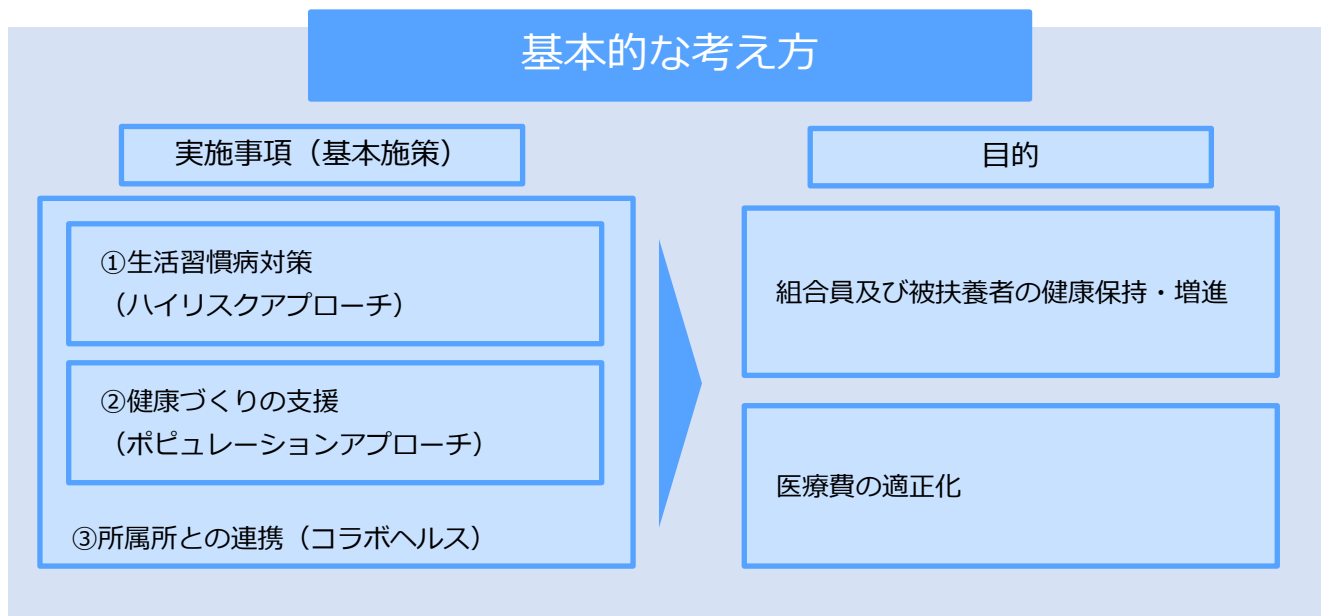 基本的な考え方
実施事項（基本施策）
①生活習慣病対策
（ハイリスクアプローチ）
②健康づくりの支援
（ポピュレーションアプローチ）
③所属所との連携（コラボヘルス）
目的
組合員及び被扶養者の健康保持・増進
医療費の適正化